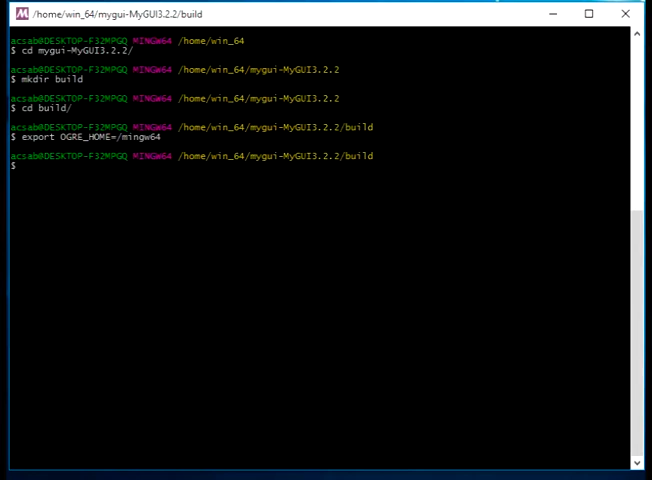 /home/win_64/mygui-MyGUI3.2.2/build
acsab@DESKTOP-F32MPGQ MINGW64 /home/win_64
$ cd mygui-MyGUI3.2.2/
acsab@DESKTOP-F32MPGQ MINGW64 /home/win_64/mygui-MyGUI3.2.2
$ mkdir build
acsab@DESKTOP-F32MPGQ MINGW64 /home/win_64/mygui-MyGUI3.2.2
$ cd build/
acsab@DESKTOP-F32MPGQ MINGW64 /home/win_64/mygui-MyGUI3.2.2/build
$ export OGRE_HOME=/mingw64
acsab@DESKTOP-F32MPGQ MINGW64 /home/win_64/mygui-MyGUI3.2.2/build
$